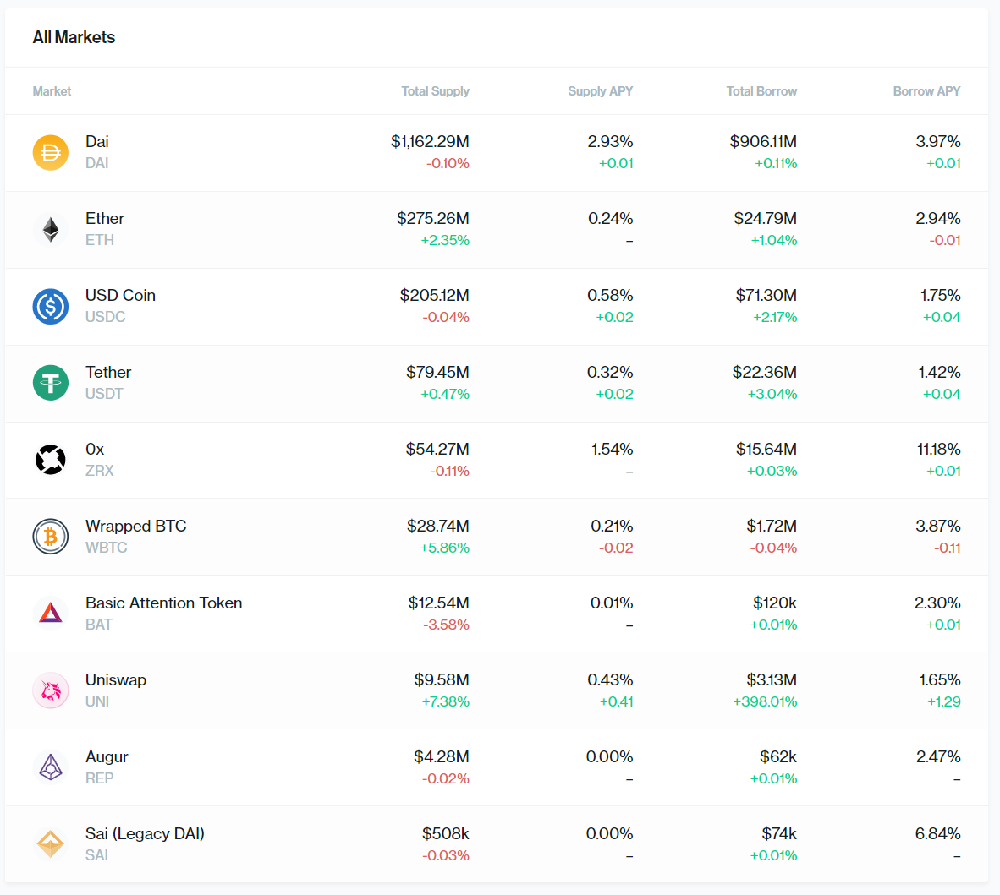 All Markets
Market Total Supply Supply APY Total Borrow Borrow APY
Dai $1,162.29M 2.93% $906.11M 3.97%
DAI -0.10% +0.01 +0.11% +0.01
Ether $275.26M 0.24% $24.79M 2.94%
ETH +2.35% – +1.04% -0.01
USD Coin $205.12M 0.58% $71.30M 1.75%
USDC -0.04% +0.02 +2.17% +0.04
Tether $79.45M 0.32% $22.36M 1.42%
USDT +0.47% +0.02 +3.04% +0.04
0x $54.27M 1.54% $15.64M 11.18%
ZRX -0.11% – +0.03% +0.01
Wrapped BTC $28.74M 0.21% $1.72M 3.87%
WBTC +5.86% -0.02 -0.04% -0.11
Basic Attention Token $12.54M 0.01% $120k 2.30%
BAT -3.58% – +0.01% +0.01
Uniswap $9.58M 0.43% $3.13M 1.65%
UNI +7.38% +0.41 +398.01% +1.29
Augur $4.28M 0.00% $62k 2.47%
REP -0.02% – +0.01% –
Sai (Legacy DAI) $508k 0.00% $74k 6.84%
SAI -0.03% – +0.01% –